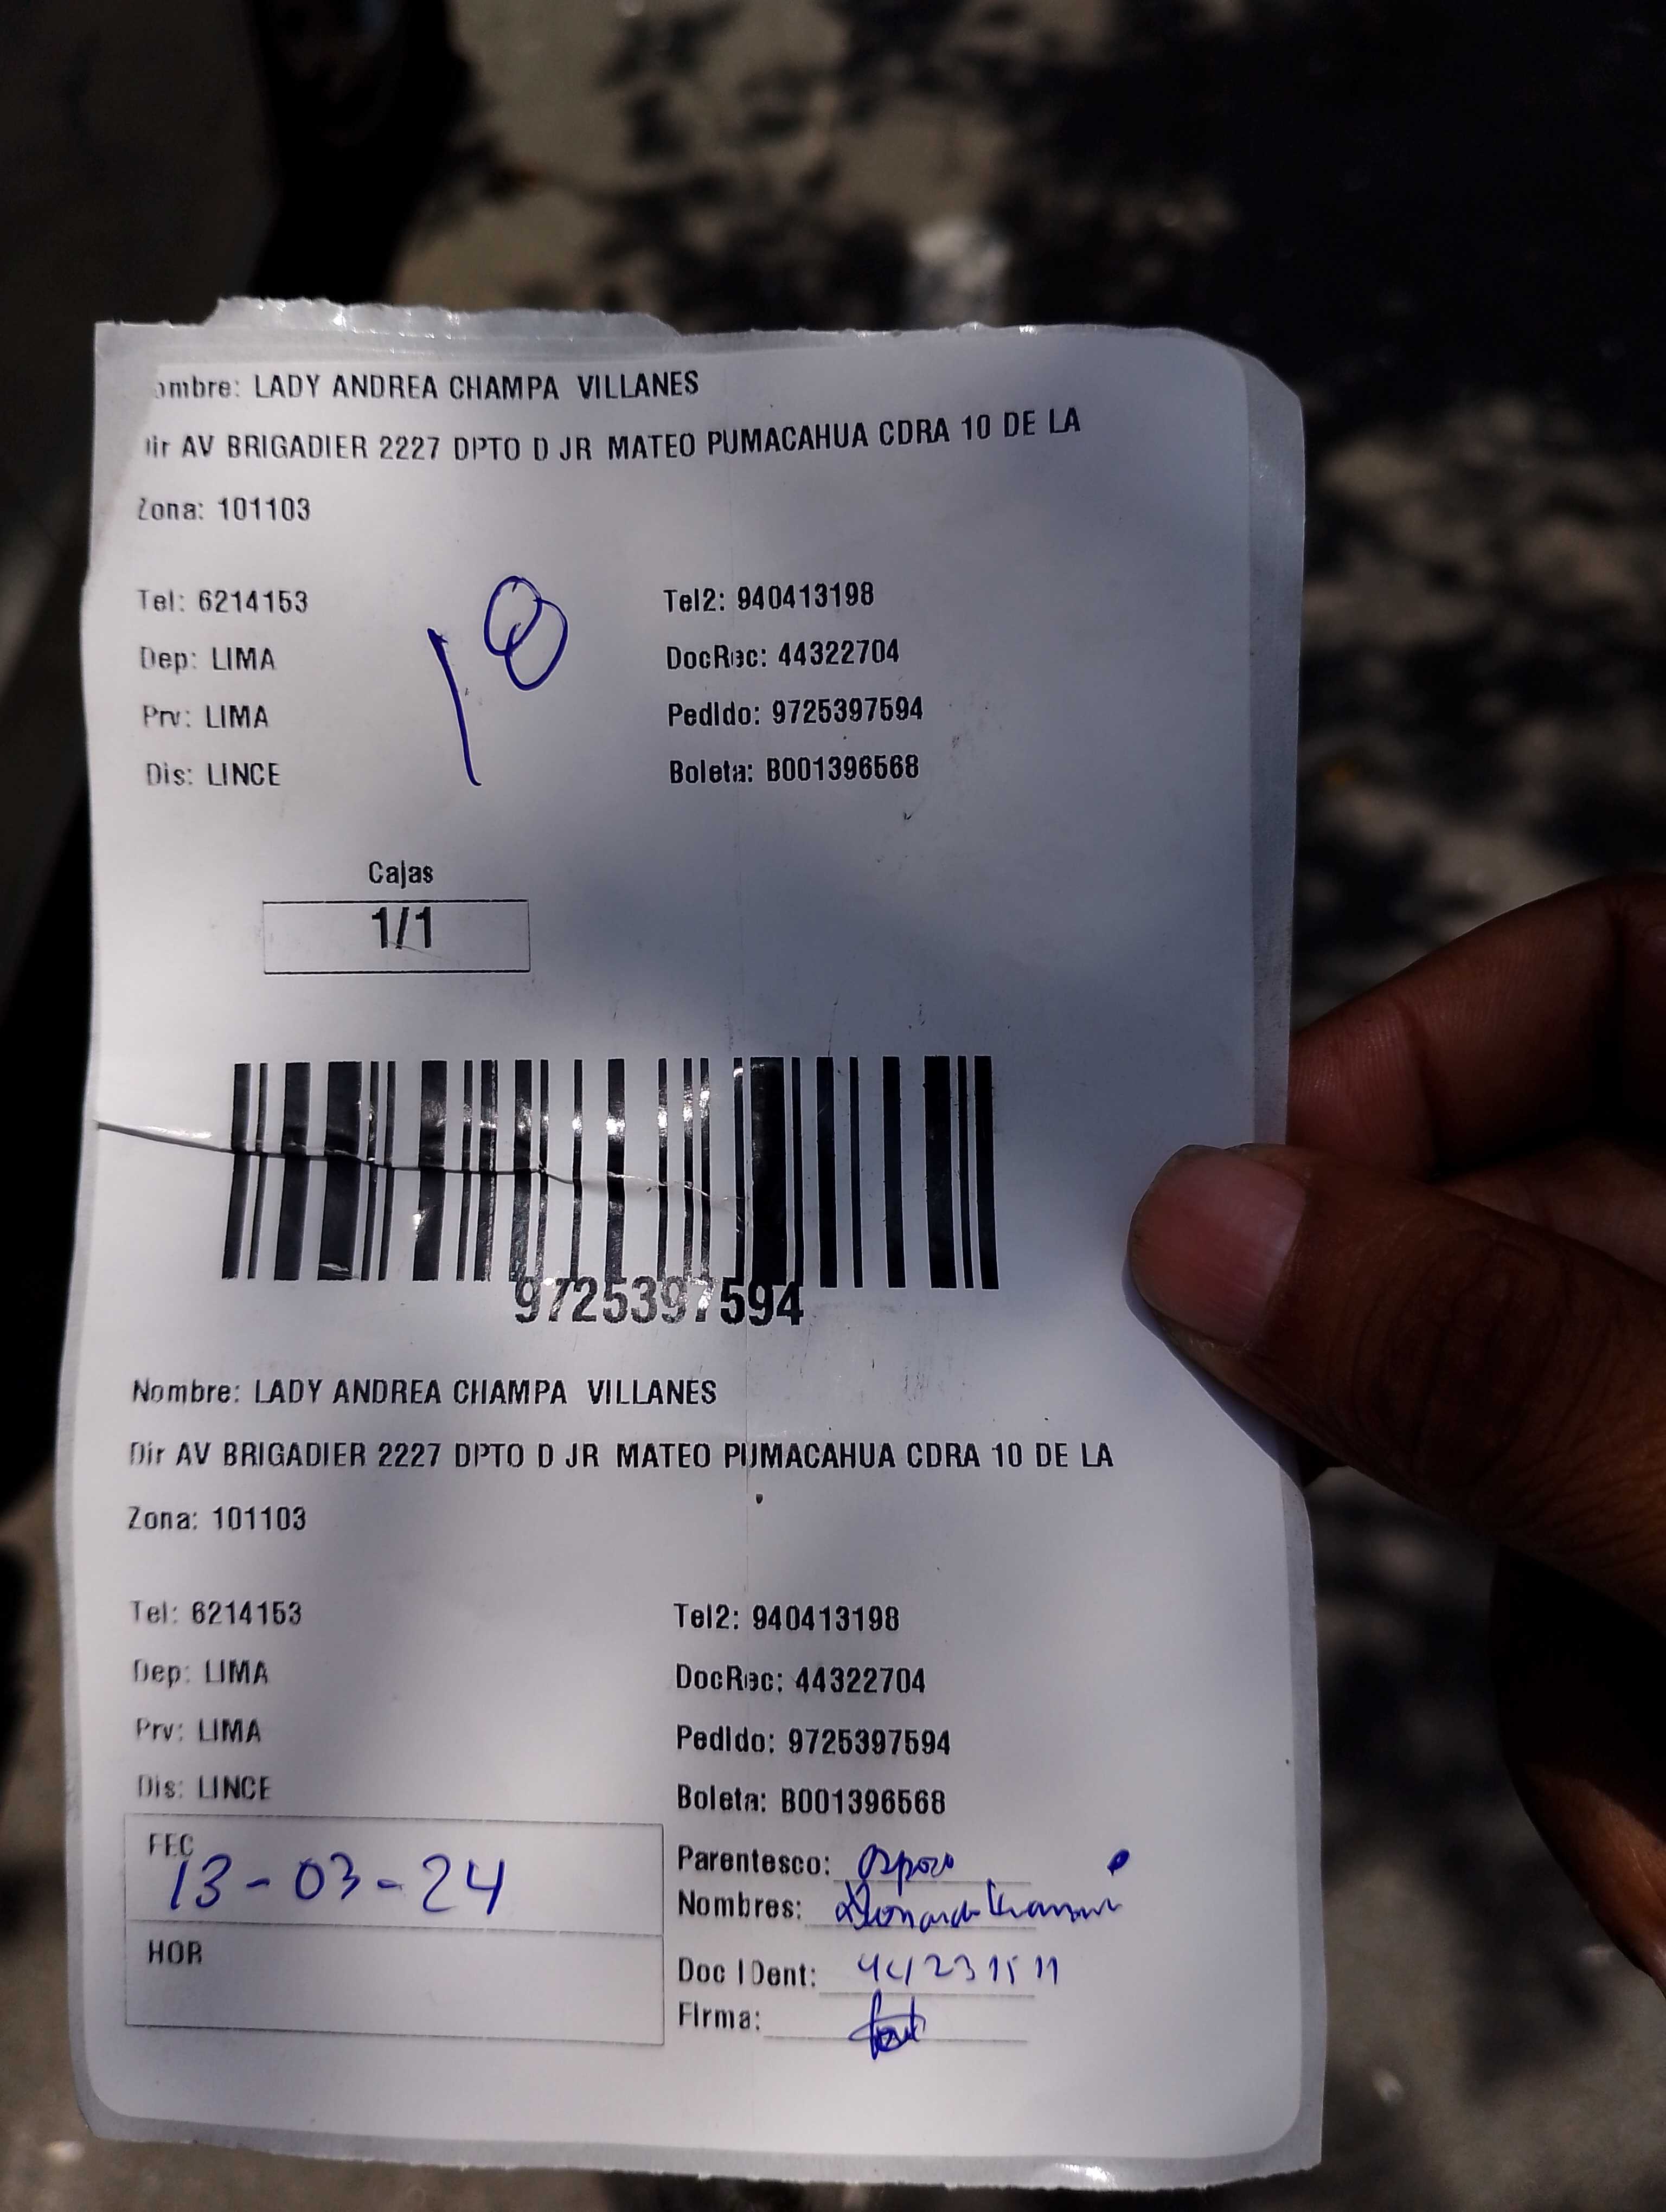 ombre: LADY ANDREA CHAMPA VILLANES
Dir AV BRIGADIER 2227 DPTO D JR MATEO PUMACAHUA CDRA 10 DE LA
Zona: 101103
Tel: 6214153 Tel2: 940413198
Dep: LIMA DocRec: 44322704
Prv: LIMA Pedido: 9725397594
Dis: LINCE Boleta: B001396568
Cajas
1/1
9725397594
Nombre: LADY ANDREA CHAMPA VILLANES
Dir AV BRIGADIER 2227 DPTO D JR MATEO PUMACAHUA CDRA 10 DE LA
Zona: 101103
Tel: 6214153 Tel2: 940413198
Dep: LIMA DocRec: 44322704
Prv: LIMA Pedido: 9725397594
Dis: LINCE Boleta: B001396568
FEC 13-03-24
HOR
Parentesco: esposo
Nombres:
Doc IDent:
Firma: